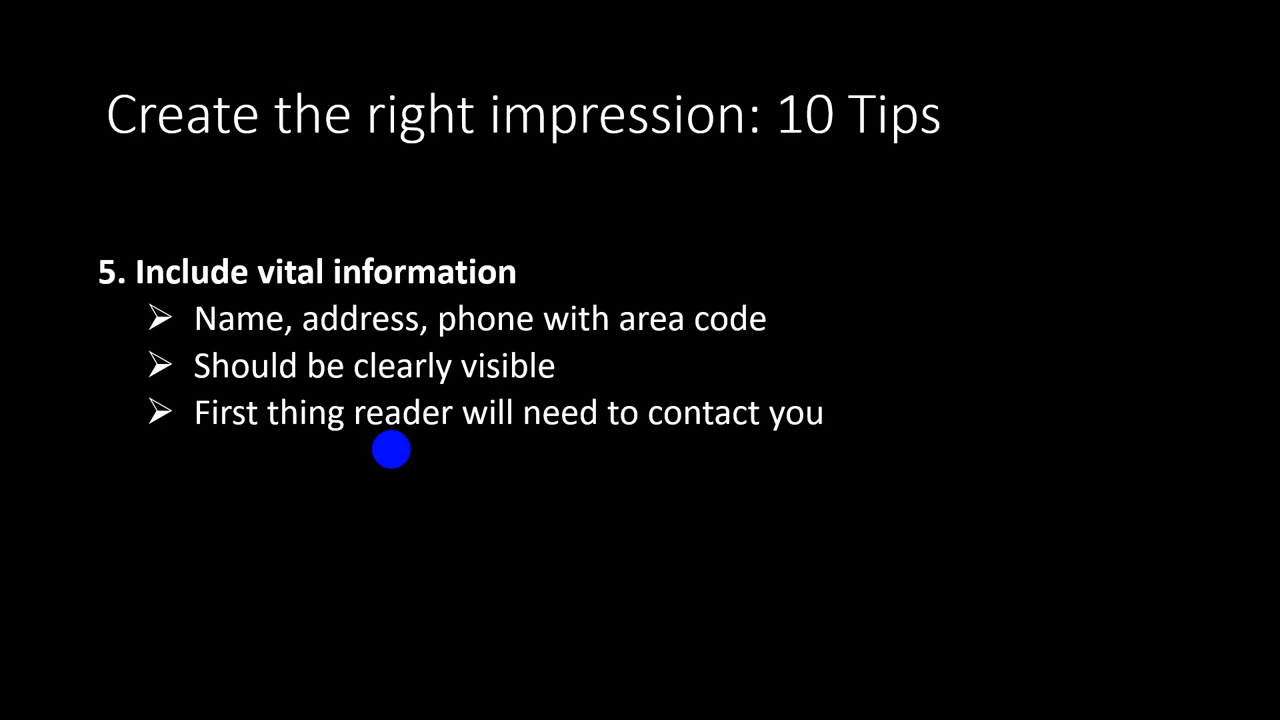 Create the right impression: 10 Tips
5. Include vital information
➢ Name, address, phone with area code
➢ Should be clearly visible
➢ First thing reader will need to contact you